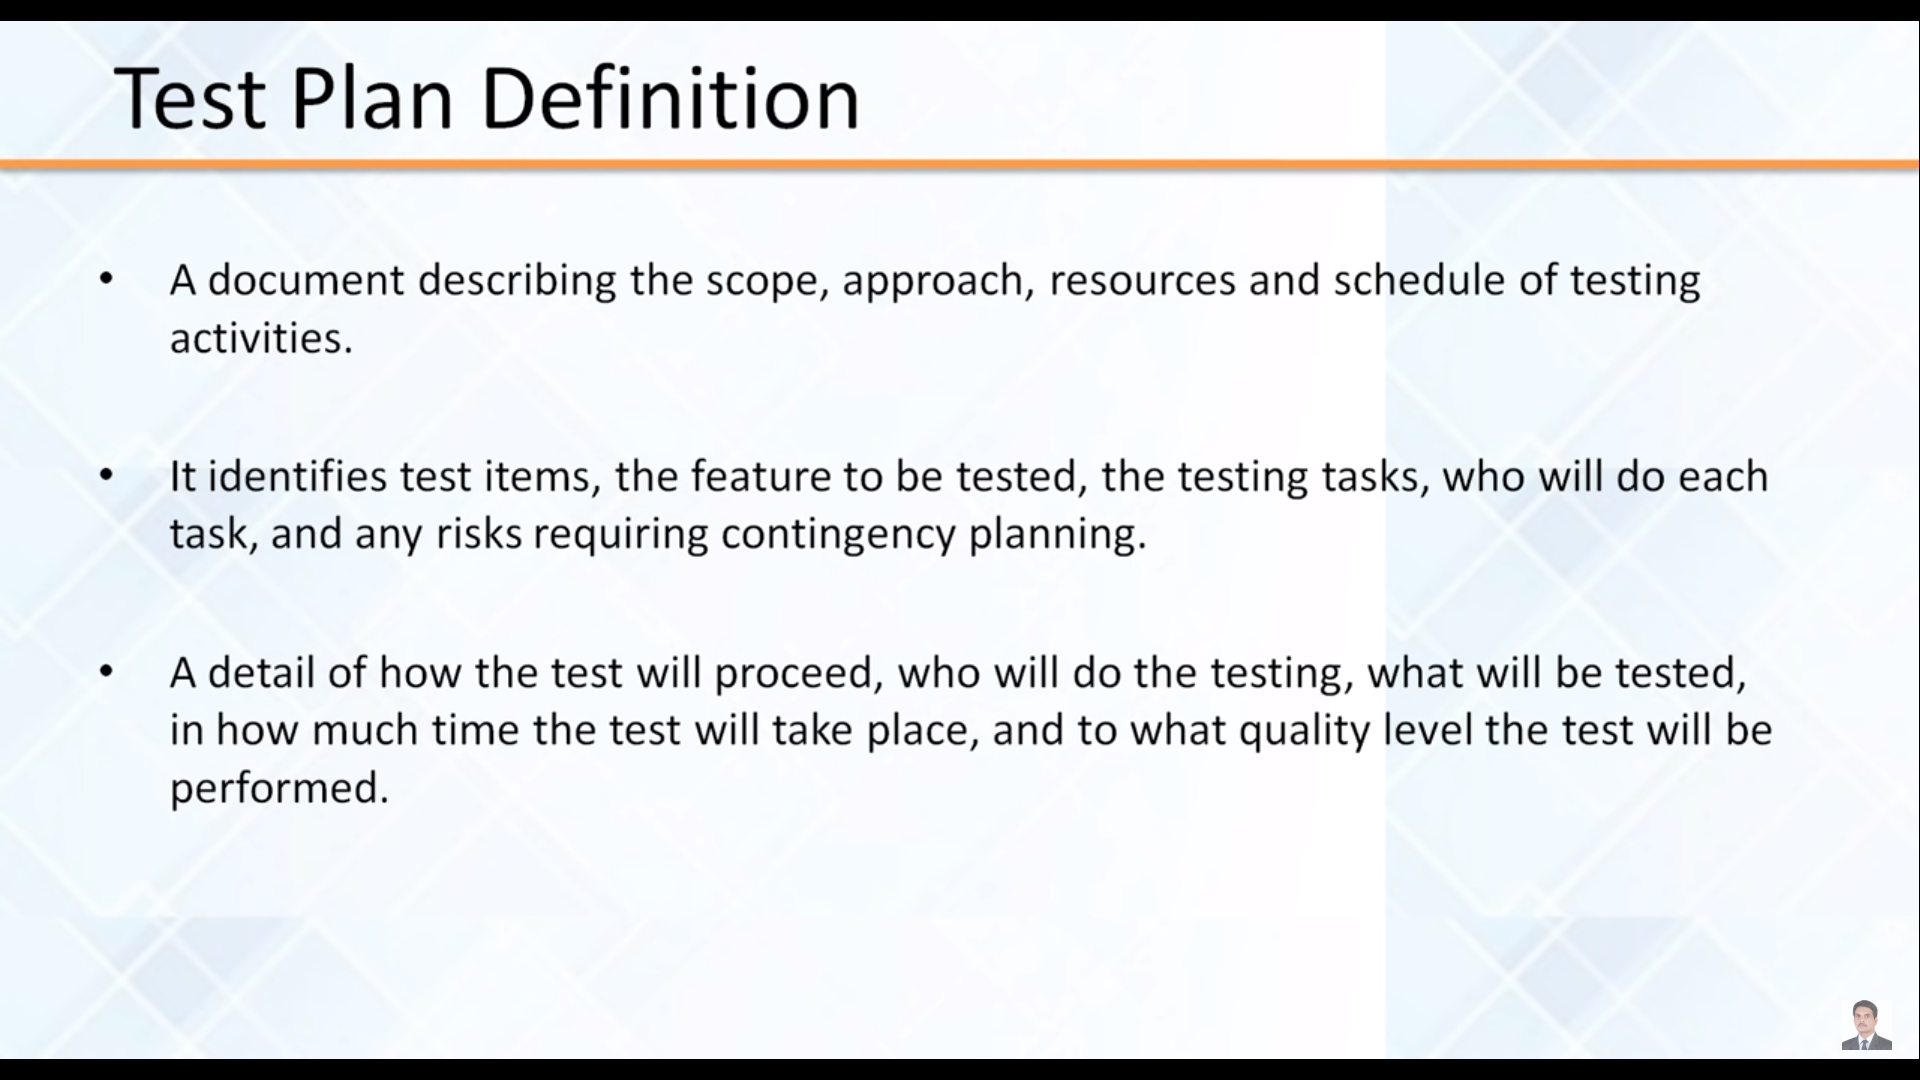 Test Plan Definition
• A document describing the scope, approach, resources and schedule of testing
activities.
• It identifies test items, the feature to be tested, the testing tasks, who will do each
task, and any risks requiring contingency planning.
• A detail of how the test will proceed, who will do the testing, what will be tested,
in how much time the test will take place, and to what quality level the test will be
performed.